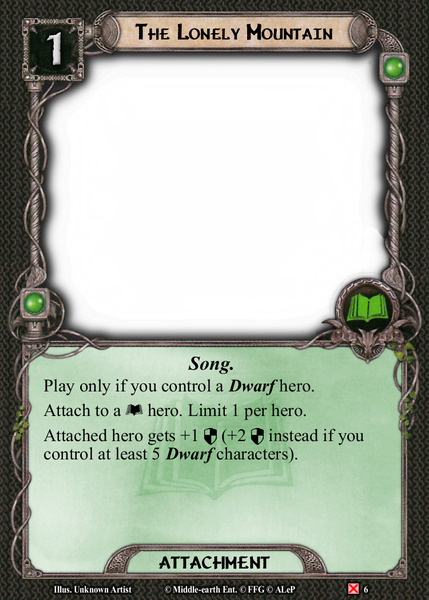 1
The Lonely Mountain
Song.
Play only if you control a Dwarf hero.
Attach to a hero. Limit 1 per hero.
Attached hero gets +1 (+2 instead if you
control at least 5 Dwarf characters).
ATTACHMENT
Illus. Unknown Artist © Middle-earth Ent. © FFG © ALeP 6